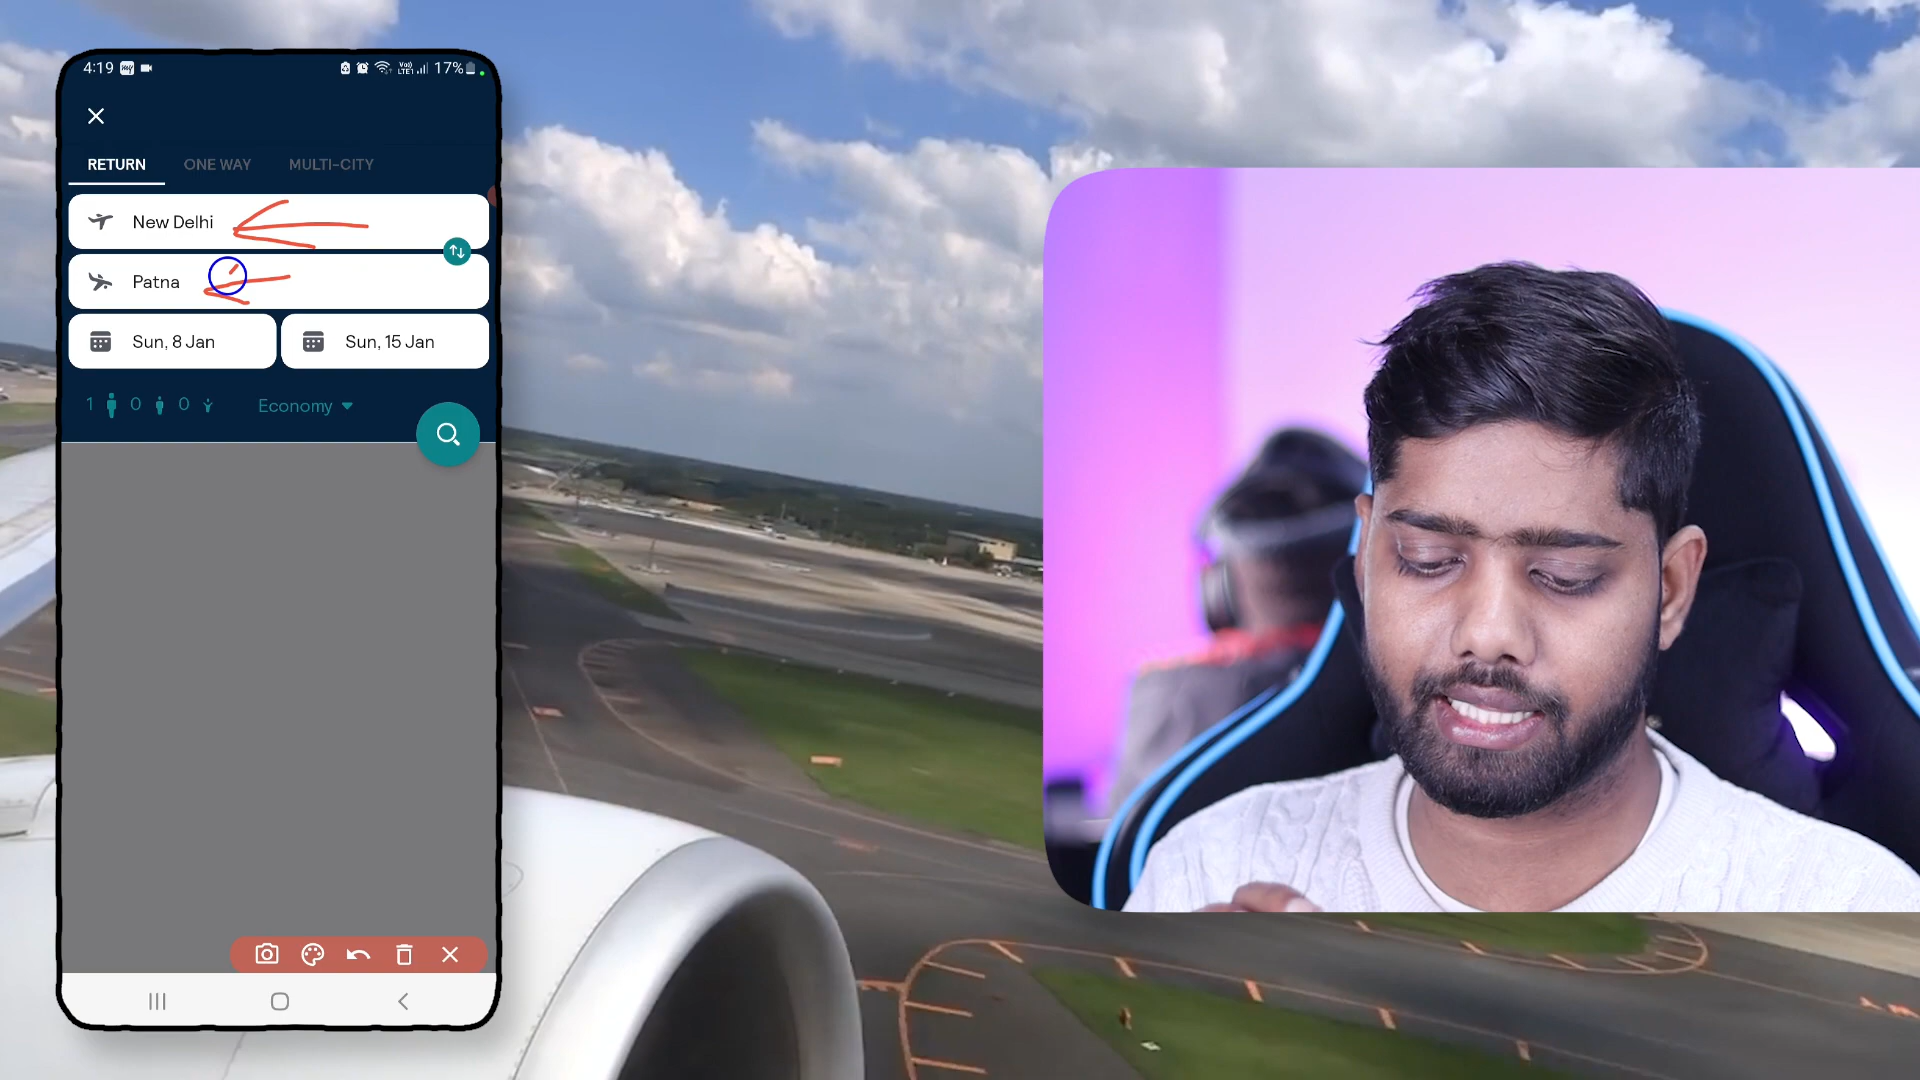 4:19 17%
RETURN ONE WAY MULTI-CITY
New Delhi
Patna
Sun, 8 Jan Sun, 15 Jan
1 0 0 Economy